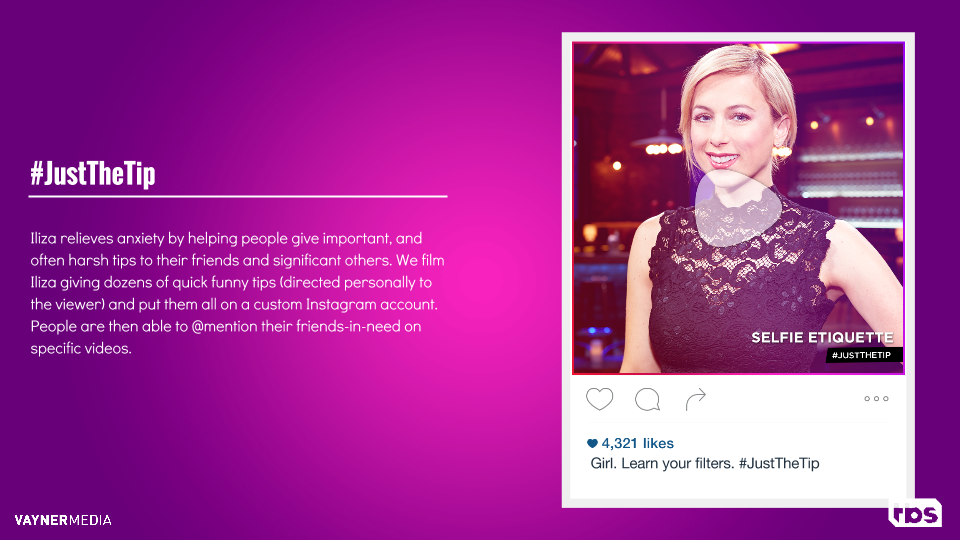 #JustTheTip
Iliza relieves anxiety by helping people give important, and
often harsh tips to their friends and significant others. We film
Iliza giving dozens of quick funny tips (directed personally to
the viewer) and put them all on a custom Instagram account.
People are then able to @mention their friends-in-need on
specific videos.
SELFIE ETIQUETTE
#JUSTTHETIP
4,321 likes
Girl. Learn your filters. #JustTheTip
VAYNERMEDIA
tbs